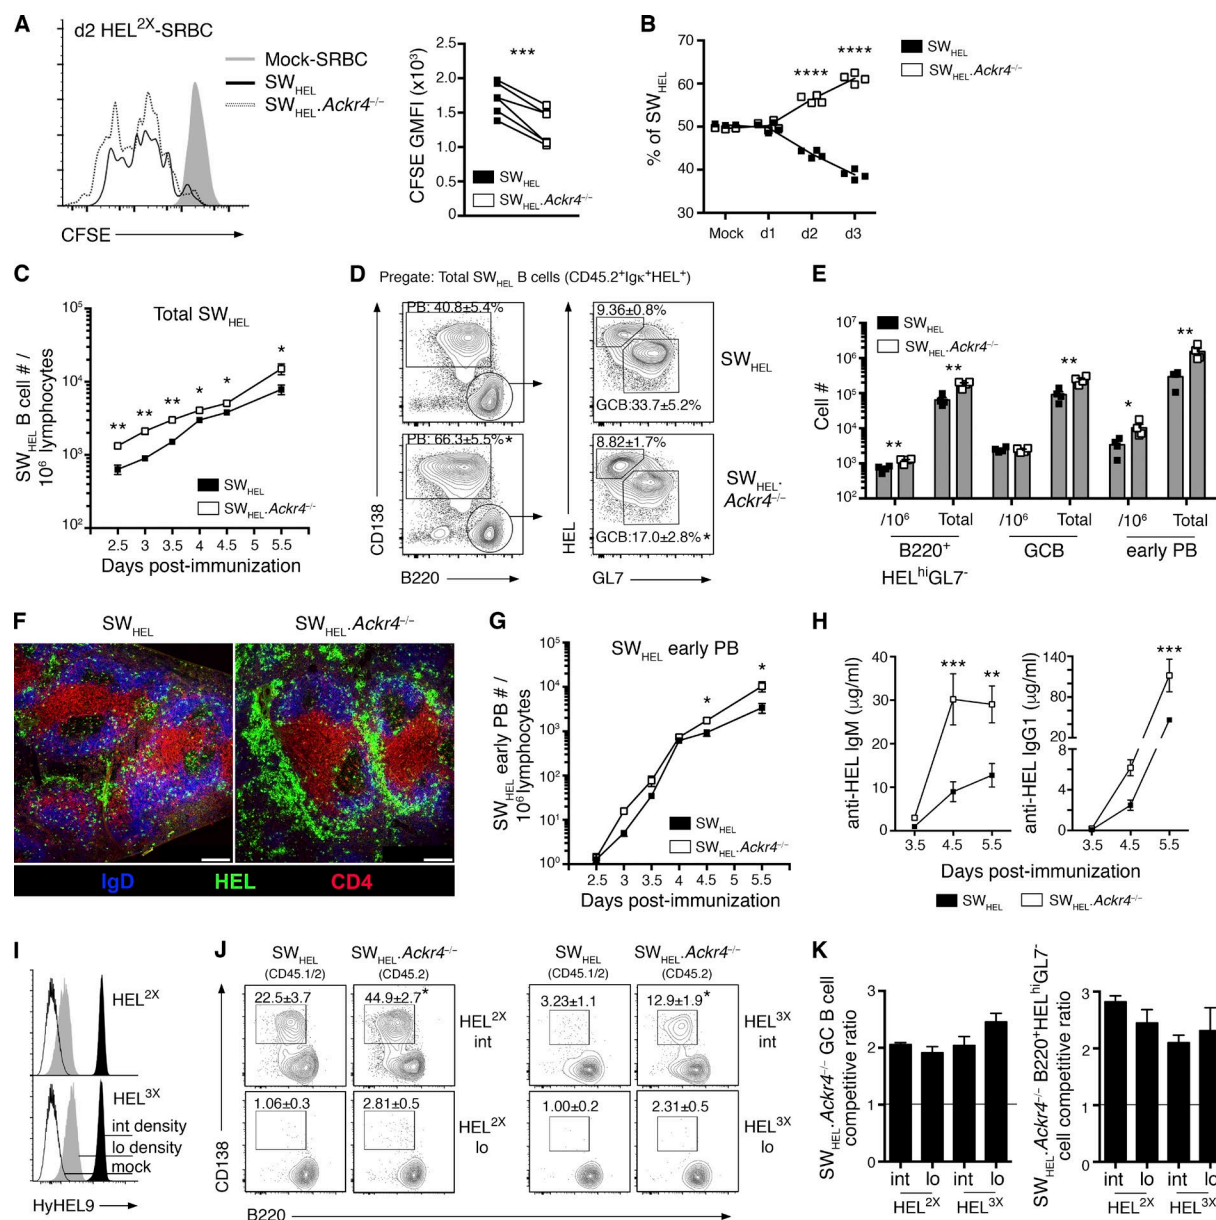 A
d2 HEL2X-SRBC
Mock-SRBC
SWHEL
SWHEL.Ackr4–/–
CFSE
CFSE GMFI (x10³)
2.5
2.0
1.5
1.0
0.5
0
***
SWHEL
SWHEL.Ackr4–/–
B
% of SWHEL
70
60
50
40
30
****
****
Mock d1 d2 d3
SWHEL
SWHEL.Ackr4–/–
C
Total SWHEL
SWHEL B cell # /
10⁶ lymphocytes
10⁵
10⁴
10³
10²
** ** ** * * *
SWHEL
SWHEL.Ackr4–/–
2.5 3 3.5 4 4.5 5.5
Days post-immunization
D
Pregate: Total SWHEL B cells (CD45.2⁺Igκ⁺HEL⁺)
PB: 40.8±5.4%
9.36±0.8%
GCB:33.7±5.2%
SWHEL
PB: 66.3±5.5%*
8.82±1.7%
GCB:17.0±2.8%*
SWHEL.
Ackr4–/–
CD138
B220
HEL
GL7
E
Cell #
10⁷
10⁶
10⁵
10⁴
10³
10²
SWHEL
SWHEL.Ackr4–/–
** ** ** * **
/10⁶ Total /10⁶ Total /10⁶ Total
B220⁺
HELhiGL7⁻
GCB
early PB
F
SWHEL
SWHEL.Ackr4–/–
IgD HEL CD4
G
SWHEL early PB
SWHEL early PB # /
10⁶ lymphocytes
10⁵
10⁴
10³
10²
10¹
10⁰
* *
SWHEL
SWHEL.Ackr4–/–
2.5 3 3.5 4 4.5 5 5.5
Days post-immunization
H
anti-HEL IgM (µg/ml)
40
30
20
10
0
*** **
3.5 4.5 5.5
anti-HEL IgG1 (µg/ml)
140
100
60
20
8
4
0
***
3.5 4.5 5.5
Days post-immunization
SWHEL
SWHEL.Ackr4–/–
I
HEL2X
HEL3X
int density
lo density
mock
HyHEL9
J
SWHEL
(CD45.1/2)
SWHEL.Ackr4–/–
(CD45.2)
SWHEL
(CD45.1/2)
SWHEL.Ackr4–/–
(CD45.2)
22.5±3.7
44.9±2.7*
HEL2X
int
3.23±1.1
12.9±1.9*
HEL3X
int
1.06±0.3
2.81±0.5
HEL2X
lo
1.00±0.2
2.31±0.5
HEL3X
lo
CD138
B220
K
SWHEL.Ackr4–/– GC B cell
competitive ratio
3
2
1
0
int lo int lo
HEL2X HEL3X
SWHEL.Ackr4–/– B220⁺HELhiGL7⁻
cell competitive ratio
3
2
1
0
int lo int lo
HEL2X HEL3X